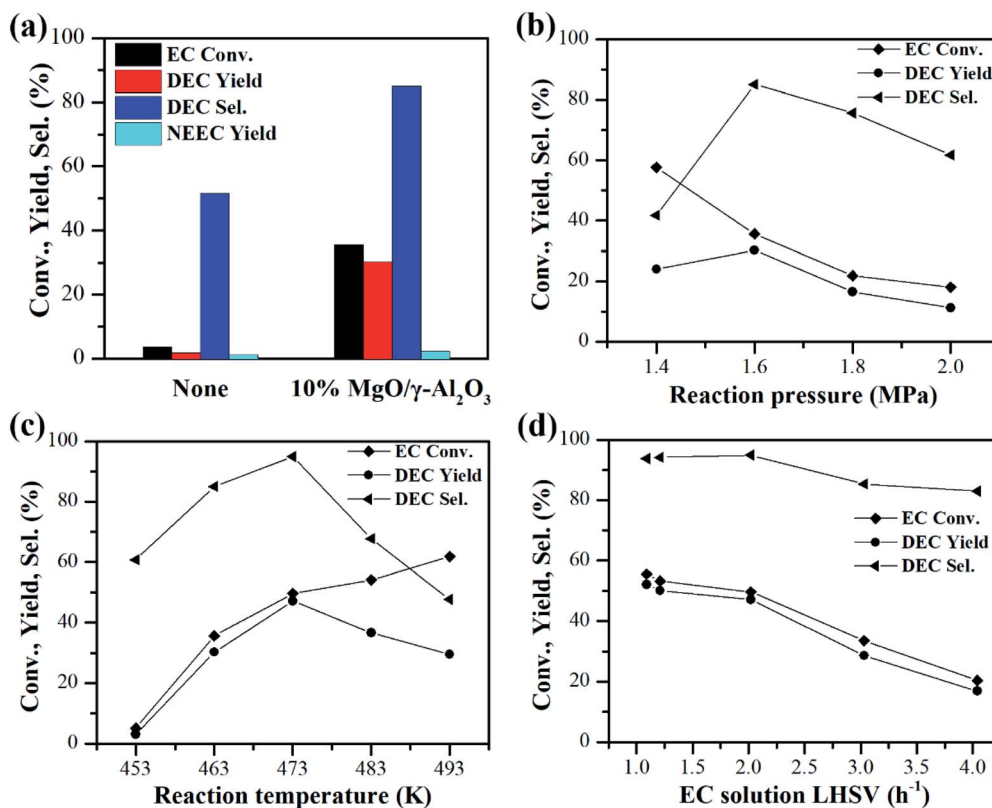 (a)
100
80
60
40
20
0
Conv., Yield, Sel. (%)
EC Conv.
DEC Yield
DEC Sel.
NEEC Yield
None
10% MgO/γ-Al₂O₃
(b)
100
80
60
40
20
0
Conv., Yield, Sel. (%)
EC Conv.
DEC Yield
DEC Sel.
1.4 1.6 1.8 2.0
Reaction pressure (MPa)
(c)
100
80
60
40
20
0
Conv., Yield, Sel. (%)
EC Conv.
DEC Yield
DEC Sel.
453 463 473 483 493
Reaction temperature (K)
(d)
100
80
60
40
20
0
Conv., Yield, Sel. (%)
EC Conv.
DEC Yield
DEC Sel.
1.0 1.5 2.0 2.5 3.0 3.5 4.0
EC solution LHSV (h⁻¹)